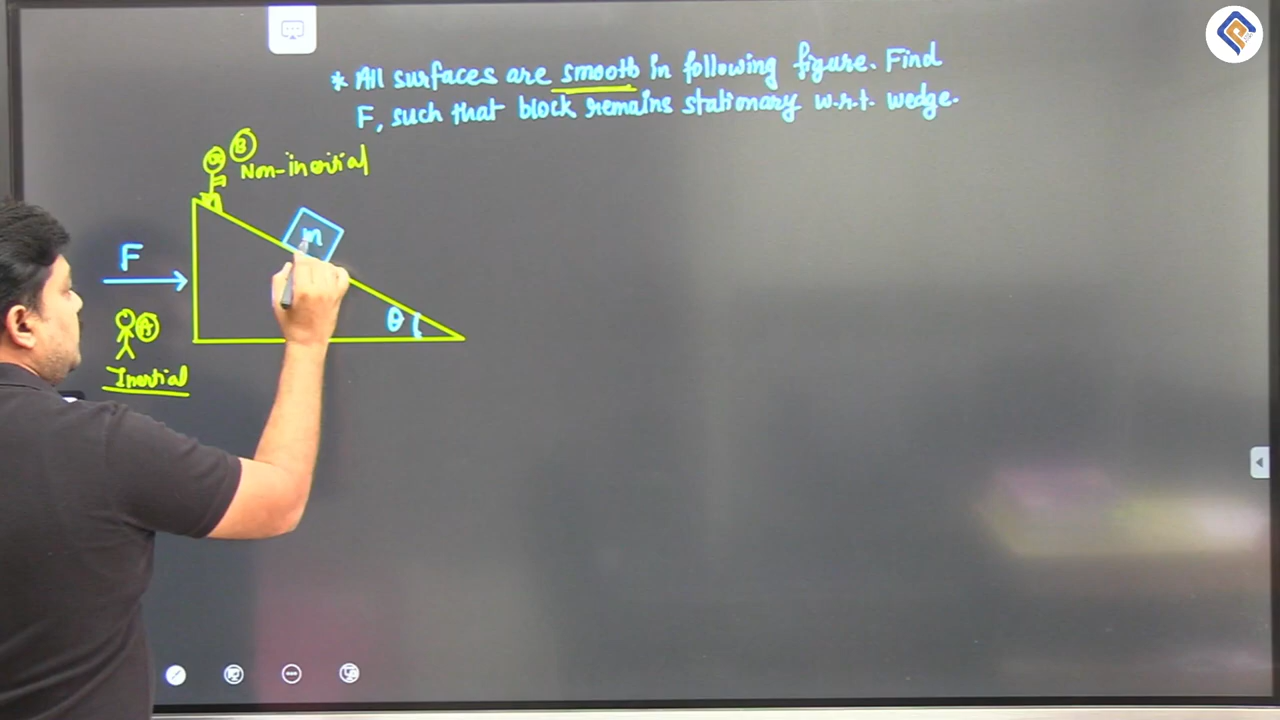 * All surfaces are smooth in following figure. Find
F, such that block remains stationary w.r.t. wedge.
B
Non-inertial
m
F
θ
A
Inertial